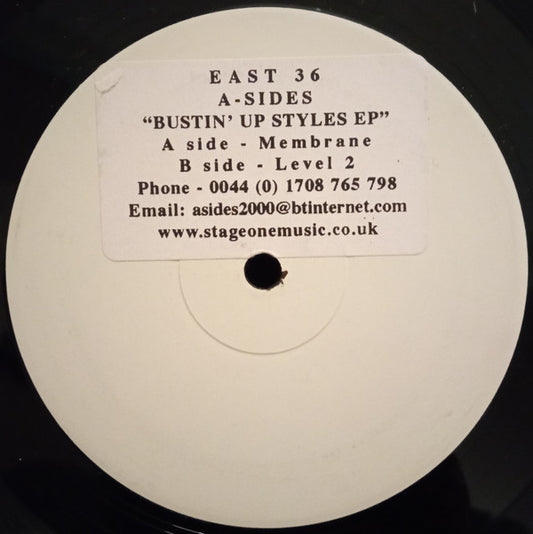 EAST 36
A-SIDES
“BUSTIN’ UP STYLES EP”
A side - Membrane
B side - Level 2
Phone - 0044 (0) 1708 765 798
Email: asides2000@btinternet.com
www.stageonemusic.co.uk